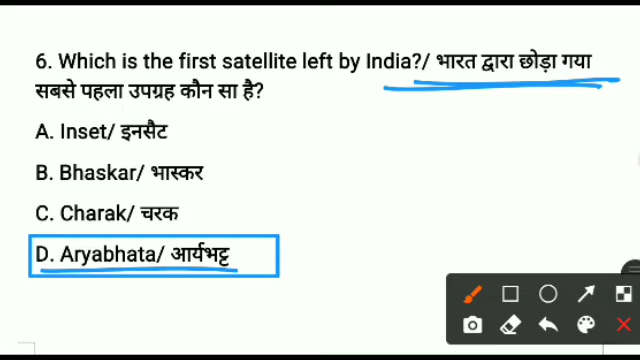 6. Which is the first satellite left by India?/ भारत द्वारा छोड़ा गया
सबसे पहला उपग्रह कौन सा है?
A. Inset/ इनसैट
B. Bhaskar/ भास्कर
C. Charak/ चरक
D. Aryabhata/ आर्यभट्ट